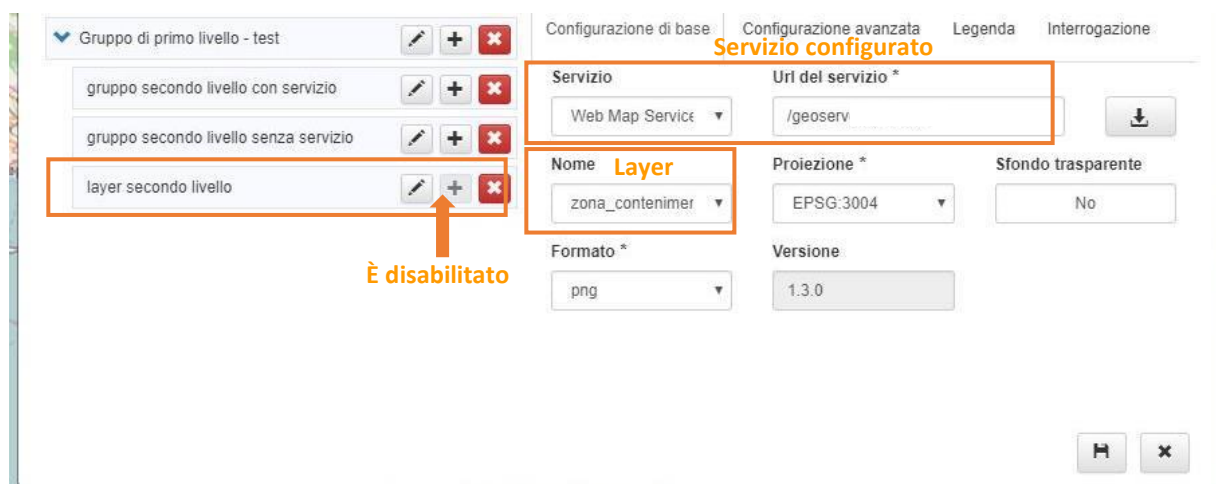 Gruppo di primo livello - test
gruppo secondo livello con servizio
gruppo secondo livello senza servizio
layer secondo livello
È disabilitato
Configurazione di base
Configurazione avanzata
Legenda
Interrogazione
Servizio configurato
Servizio
Url del servizio *
Web Map Service
/geoserv
Nome
Layer
Proiezione *
Sfondo trasparente
zona_contenimer
EPSG:3004
No
Formato *
Versione
png
1.3.0